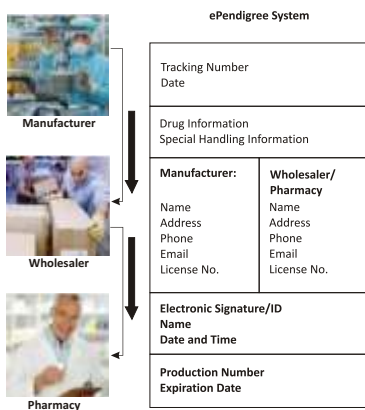 ePendigree System
Tracking Number
Date
Manufacturer
Drug Information
Special Handling Information
Manufacturer:
Name
Address
Phone
Email
License No.
Wholesaler/
Pharmacy
Name
Address
Phone
Email
License No.
Wholesaler
Electronic Signature/ID
Name
Date and Time
Production Number
Expiration Date
Pharmacy